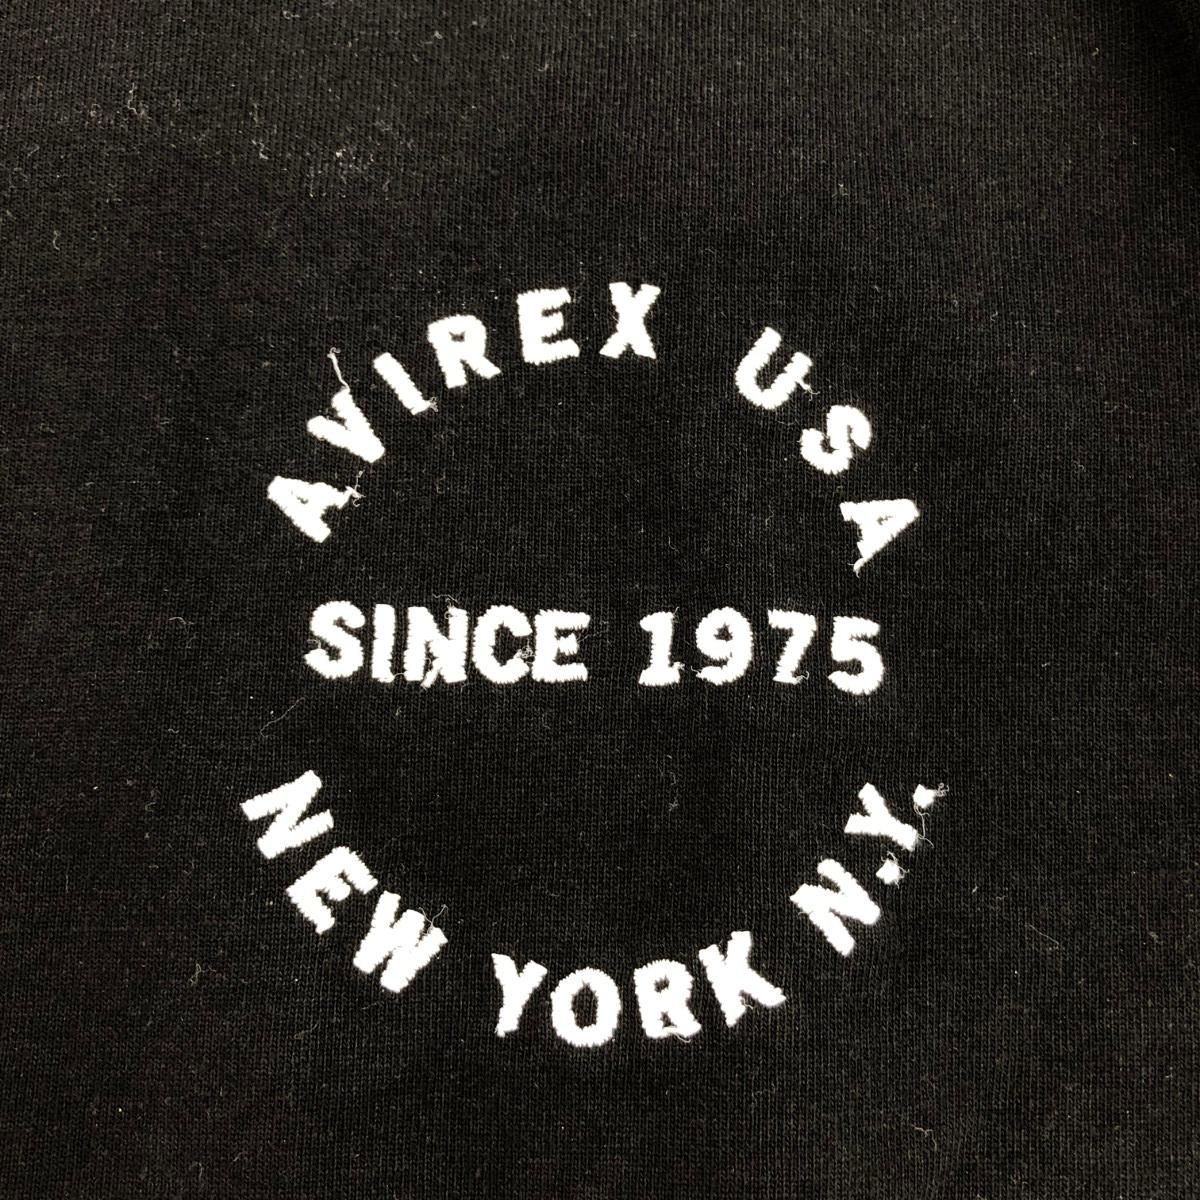 AVIREX USA
SINCE 1975
NEW YORK N.Y.